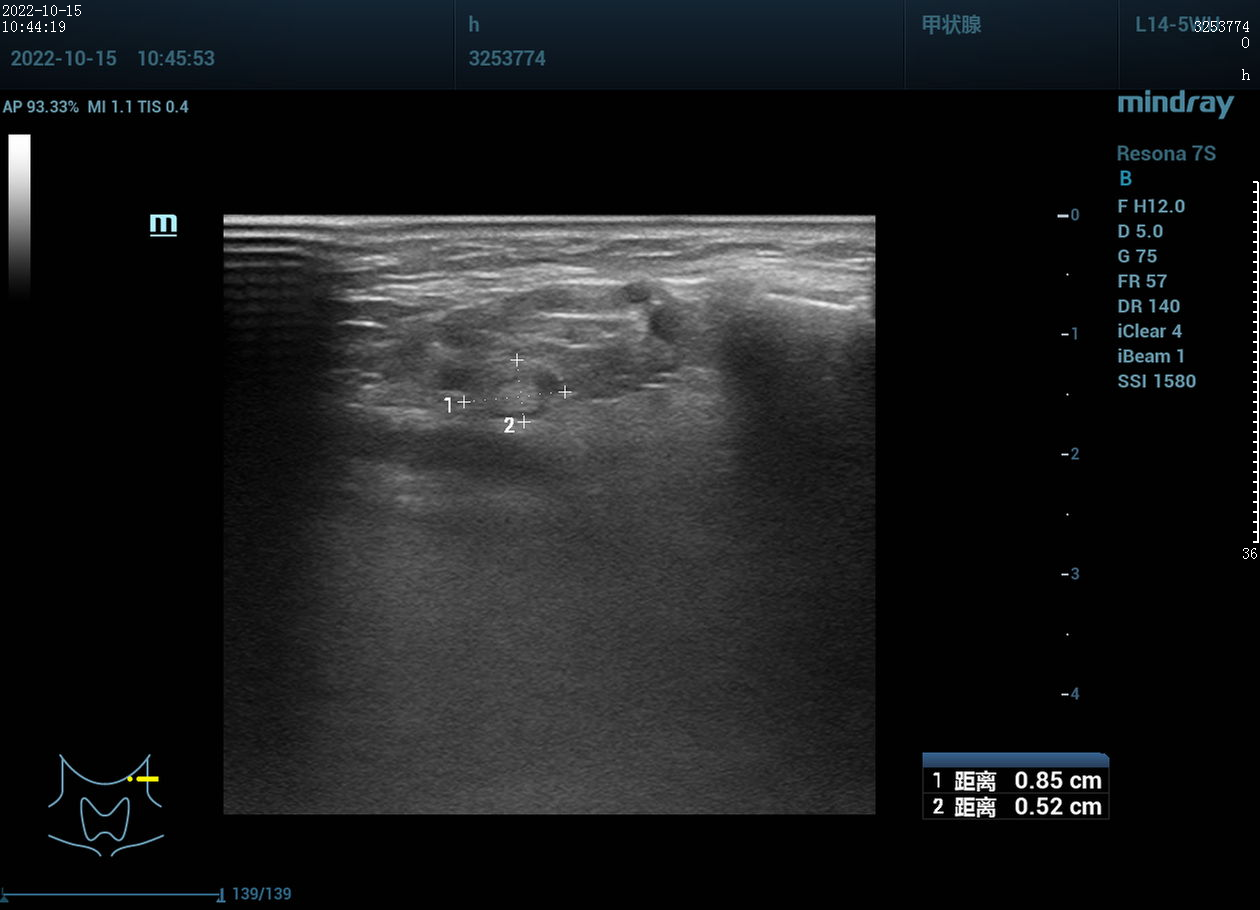 2022-10-15
10:44:19
2022-10-15 10:45:53
h
3253774
甲状腺
3253774
0
h
AP 93.33% MI 1.1 TIS 0.4
mindray
Resona 7S
B
F H12.0
D 5.0
G 75
FR 57
DR 140
iClear 4
iBeam 1
SSI 1580
m
0
1
2
3
4
36
1
2
1 距离 0.85 cm
2 距离 0.52 cm
139/139